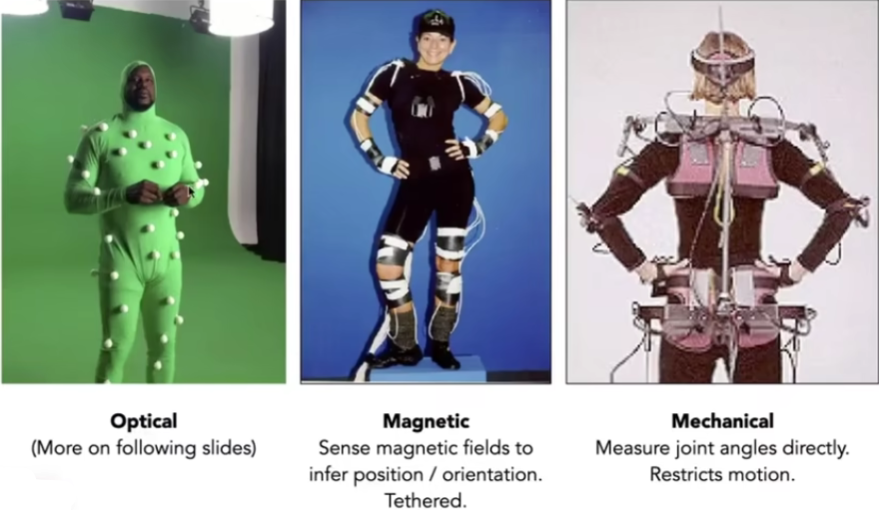 Optical
(More on following slides)
Magnetic
Sense magnetic fields to
infer position / orientation.
Tethered.
Mechanical
Measure joint angles directly.
Restricts motion.